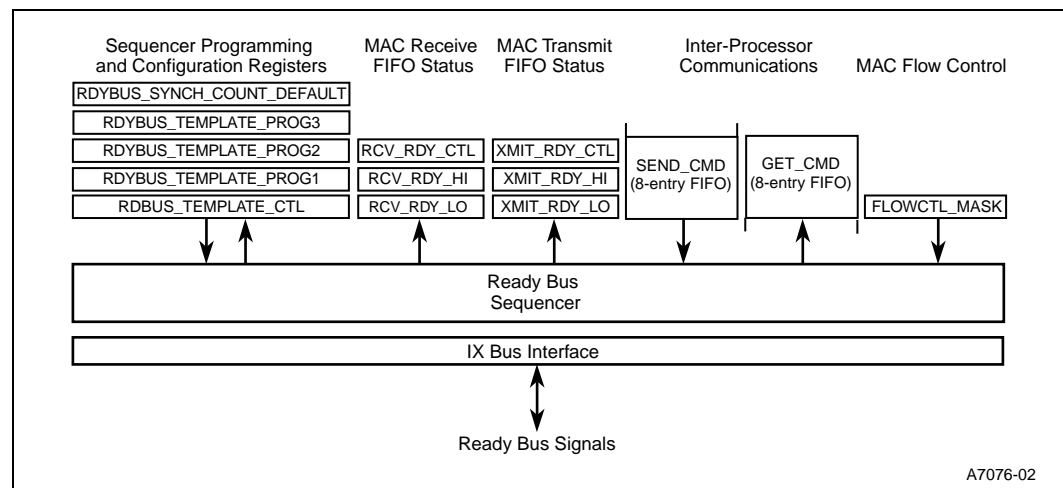 Sequencer Programming
and Configuration Registers
MAC Receive
FIFO Status
MAC Transmit
FIFO Status
Inter-Processor
Communications
MAC Flow Control
RDYBUS_SYNCH_COUNT_DEFAULT
RDYBUS_TEMPLATE_PROG3
RDYBUS_TEMPLATE_PROG2
RDYBUS_TEMPLATE_PROG1
RDBUS_TEMPLATE_CTL
RCV_RDY_CTL
RCV_RDY_HI
RCV_RDY_LO
XMIT_RDY_CTL
XMIT_RDY_HI
XMIT_RDY_LO
SEND_CMD
(8-entry FIFO)
GET_CMD
(8-entry FIFO)
FLOWCTL_MASK
Ready Bus
Sequencer
IX Bus Interface
Ready Bus Signals
A7076-02